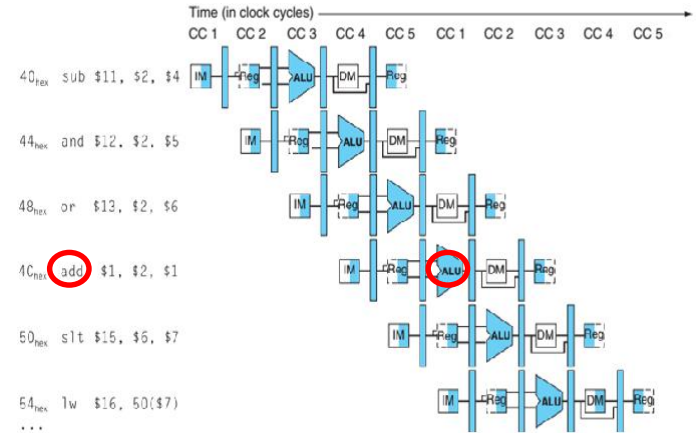 Time (in clock cycles)
CC 1 CC 2 CC 3 CC 4 CC 5 CC 1 CC 2 CC 3 CC 4 CC 5
40hex sub $11, $2, $4 IM Reg ALU DM Reg
44hex and $12, $2, $5 IM Reg ALU DM Reg
48hex or $13, $2, $6 IM Reg ALU DM Reg
4Chex add $1, $2, $1 IM Reg ALU DM Reg
50hex slt $15, $6, $7 IM Reg ALU DM Reg
54hex lw $16, 50($7) IM Reg ALU DM Reg
...